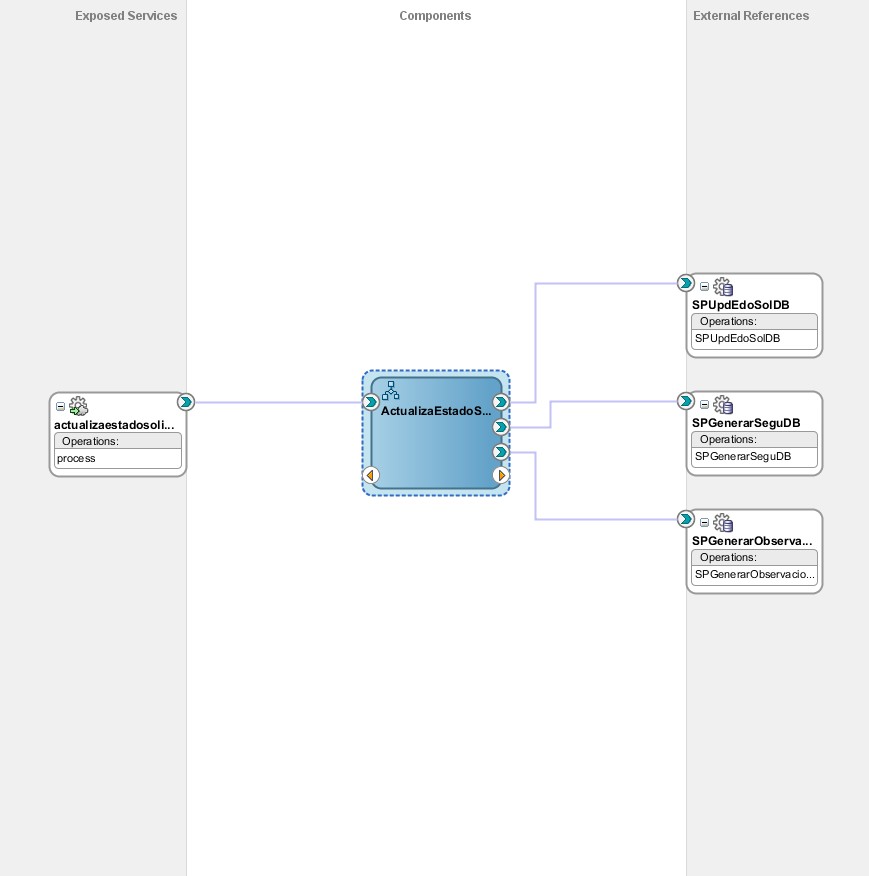 Exposed Services
Components
External References
SPUpdEdoSolDB
Operations:
SPUpdEdoSolDB
actualizaestadosoli...
Operations:
process
ActualizaEstadoS...
SPGenerarSeguDB
Operations:
SPGenerarSeguDB
SPGenerarObserva...
Operations:
SPGenerarObservacio...